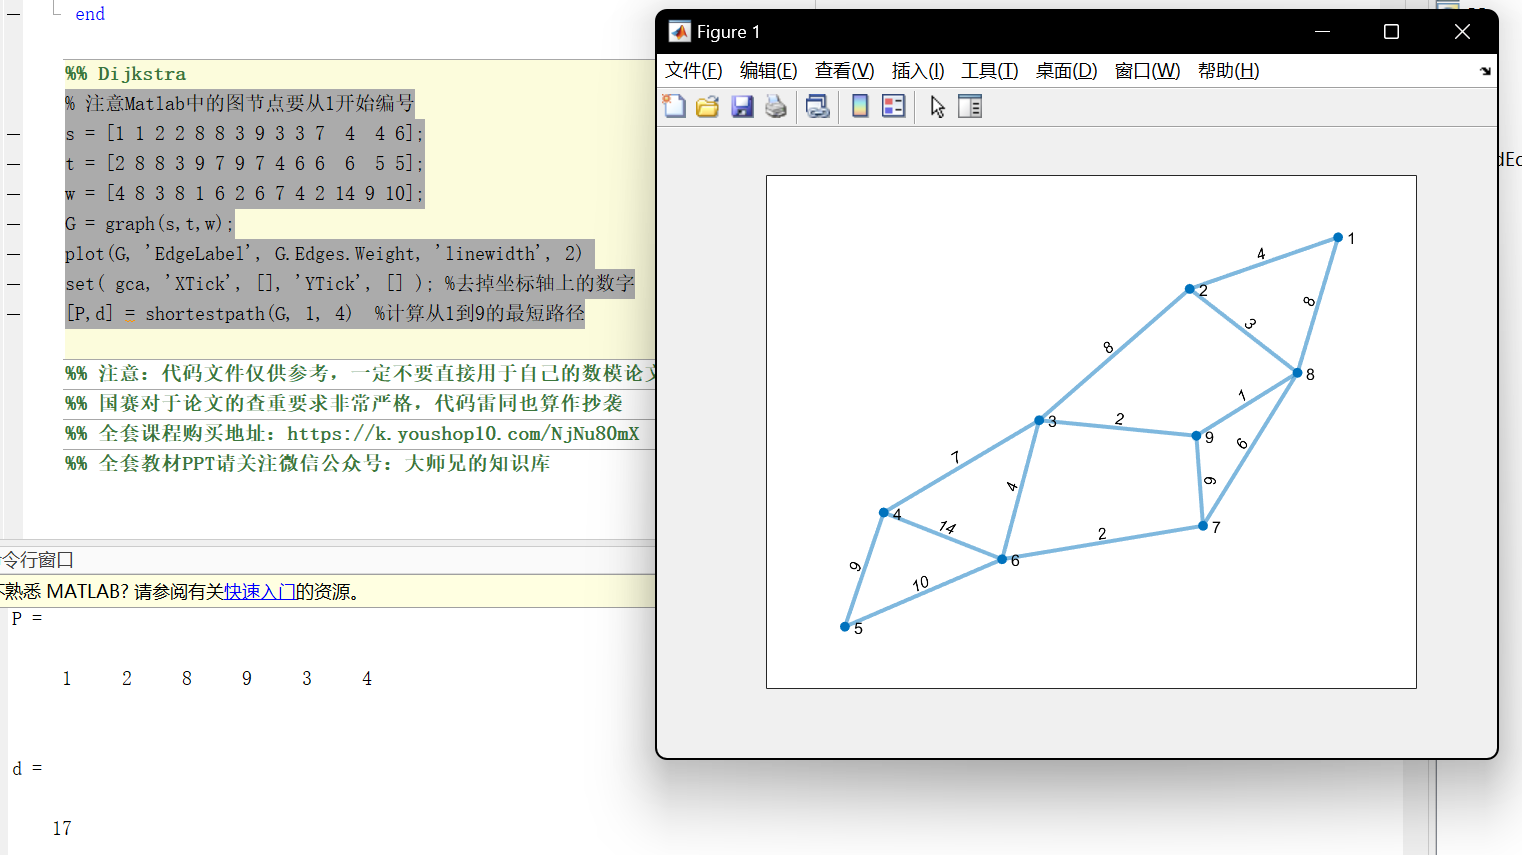 end
%% Dijkstra
% 注意Matlab中的图节点要从1开始编号
s = [1 1 2 2 8 8 3 9 3 3 7 4 4 6];
t = [2 8 8 3 9 7 9 7 4 6 6 6 5 5];
w = [4 8 3 8 1 6 2 6 7 4 2 14 9 10];
G = graph(s,t,w);
plot(G, 'EdgeLabel', G.Edges.Weight, 'linewidth', 2)
set( gca, 'XTick', [], 'YTick', [] ); %去掉坐标轴上的数字
[P,d] = shortestpath(G, 1, 4) %计算从1到9的最短路径
%% 注意：代码文件仅供参考，一定不要直接用于自己的数模论文
%% 国赛对于论文的查重要求非常严格，代码雷同也算作抄袭
%% 全套课程购买地址：https://k.youshop10.com/NjNu80mX
%% 全套教材PPT请关注微信公众号：大师兄的知识库
令行窗口
不熟悉 MATLAB? 请参阅有关快速入门的资源。
P =
1 2 8 9 3 4
d =
17
Figure 1
文件(F) 编辑(E) 查看(V) 插入(I) 工具(T) 桌面(D) 窗口(W) 帮助(H)
1
4
2
8
3
8
8
1
3
2
9
6
7
4
6
4
14
2
7
9
10
6
5
dEc